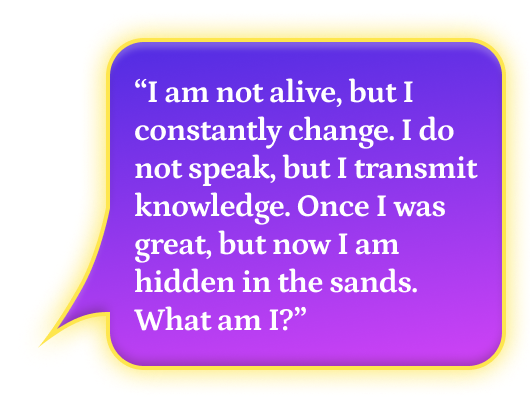 “I am not alive, but I
constantly change. I do
not speak, but I transmit
knowledge. Once I was
great, but now I am
hidden in the sands.
What am I?”